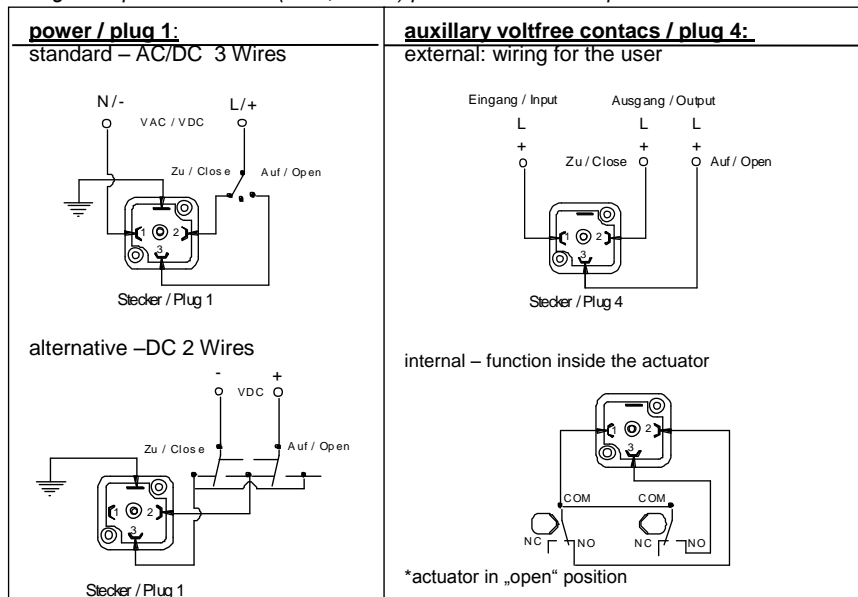 power / plug 1:
standard – AC/DC 3 Wires
N/- L/+
VAC / VDC
Zu / Close Auf / Open
1 2
3
Stecker / Plug 1
alternative –DC 2 Wires
- +
VDC
Zu / Close Auf / Open
1 2
3
Stecker / Plug 1
auxillary voltfree contacs / plug 4:
external: wiring for the user
Eingang / Input Ausgang / Output
L L L
+ + +
Zu / Close Auf / Open
1 2
3
Stecker / Plug 4
internal – function inside the actuator
1 2
3
COM COM
NC NO NC NO
*actuator in „open“ position